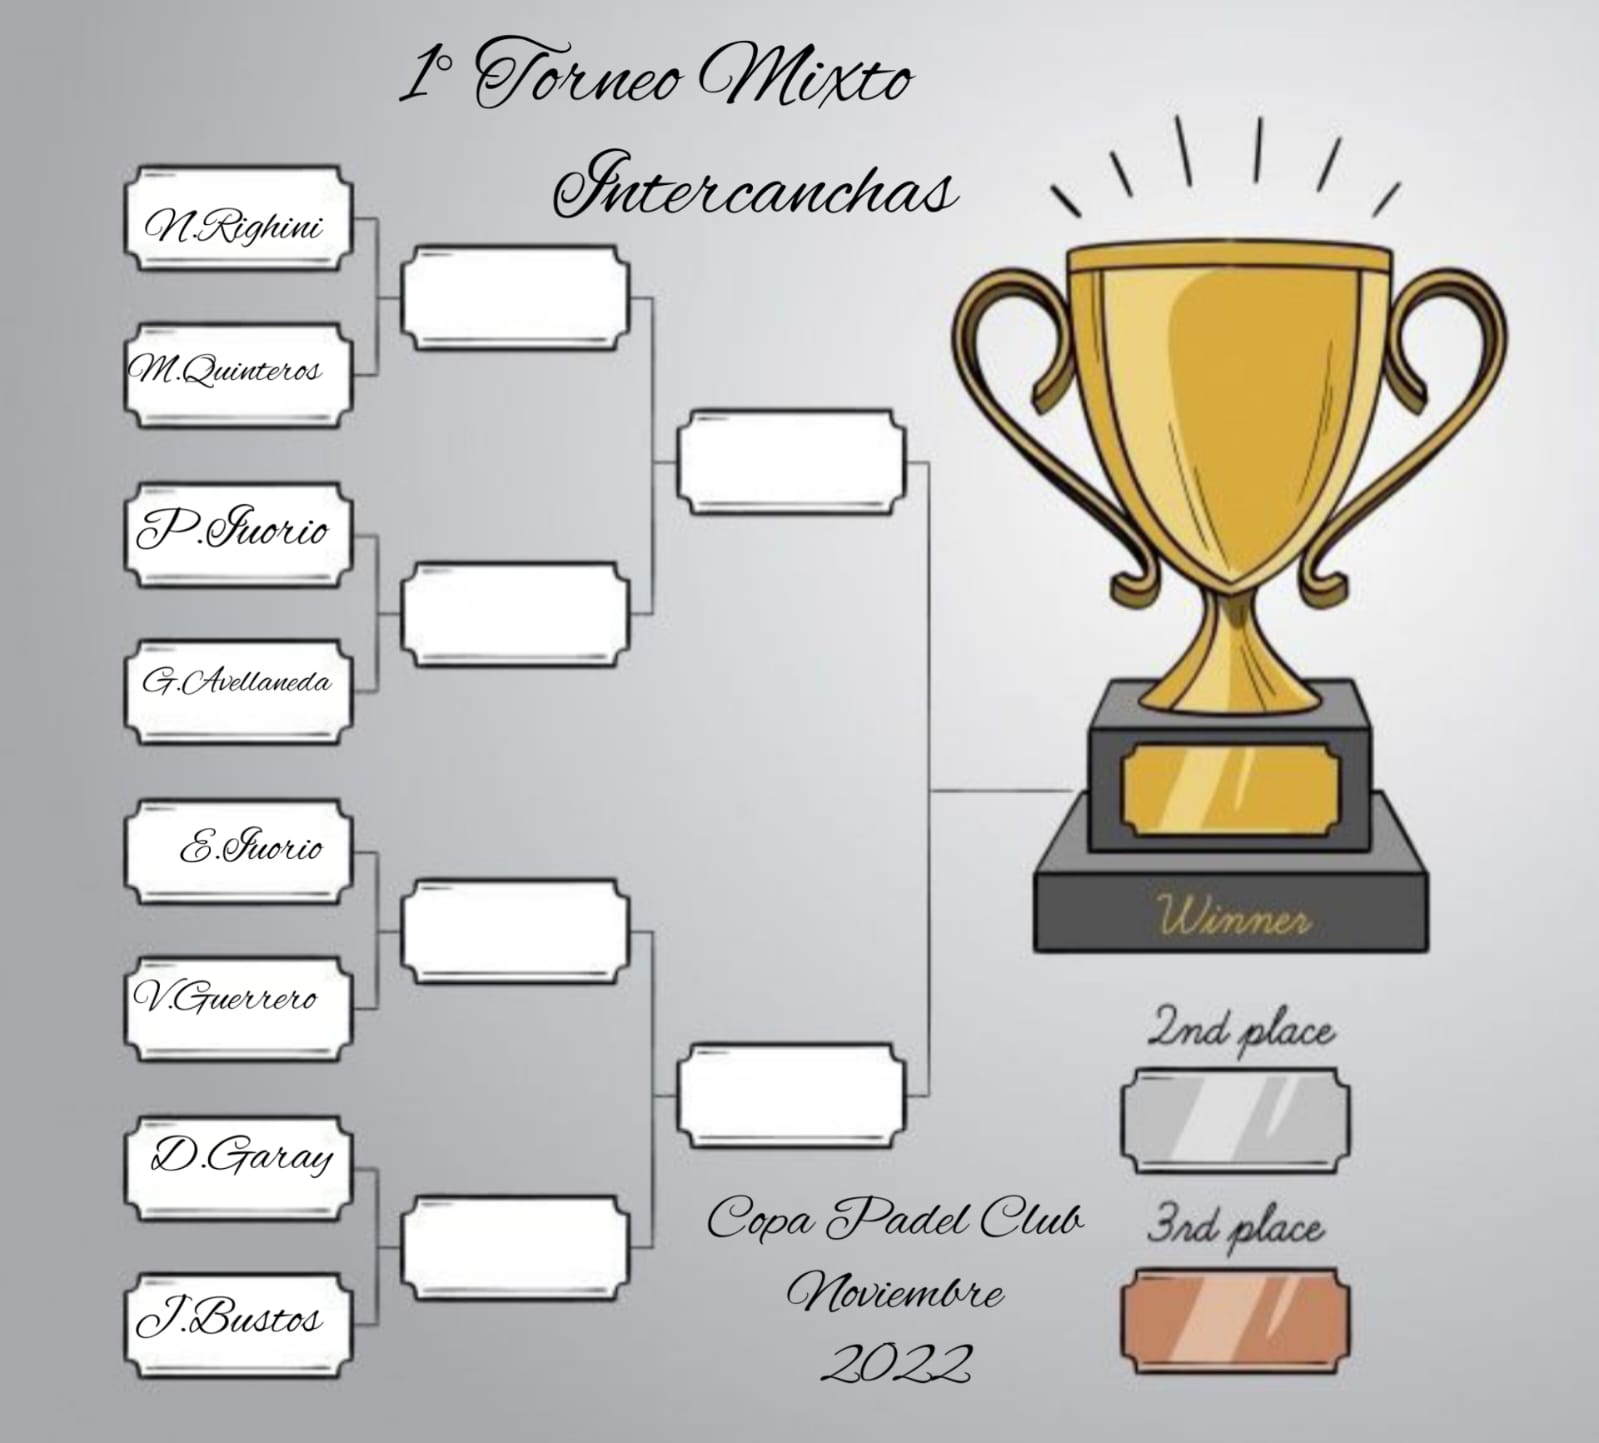 1° Torneo Mixto
Intercanchas
N.Righini
M.Quinteros
P.Iuorio
G.Avellaneda
E.Iuorio
V.Guerrero
D.Garay
J.Bustos
Winner
2nd place
3rd place
Copa Padel Club
Noviembre
2022